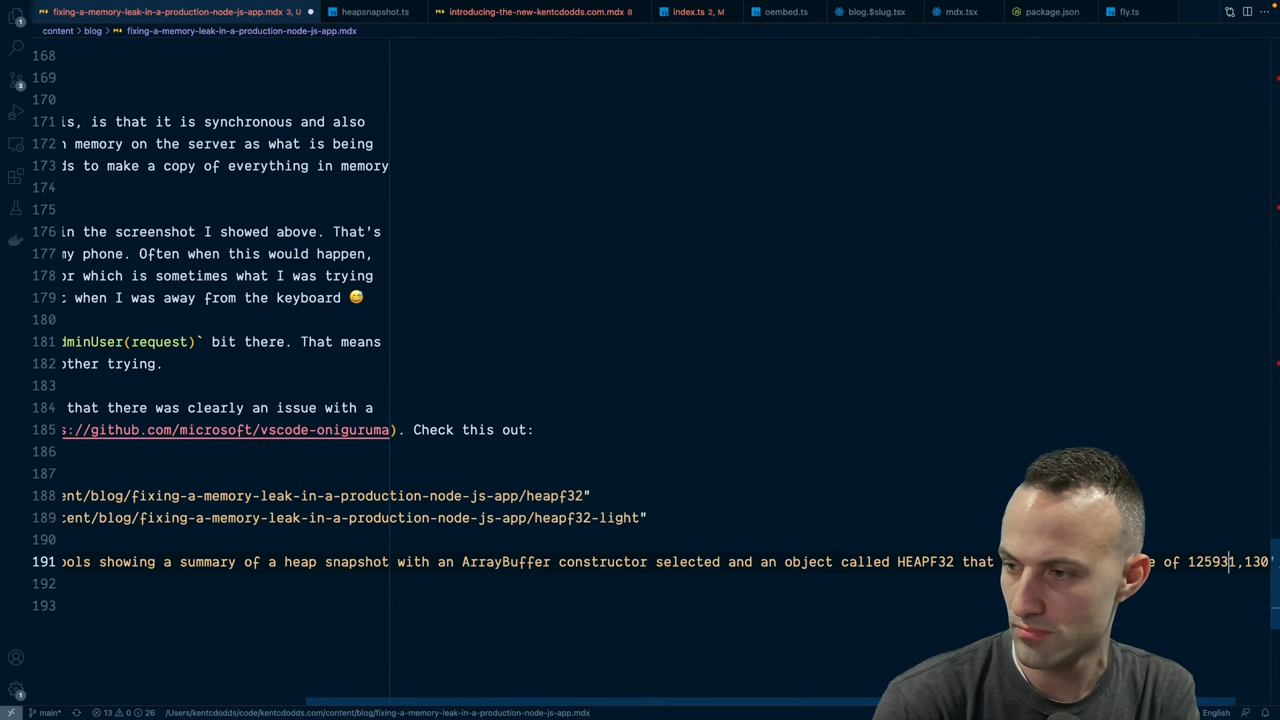 fixing-a-memory-leak-in-a-production-node-js-app.mdx 3, U
heapsnapshot.ts
introducing-the-new-kentcdodds.com.mdx 8
index.ts 2, M
oembed.ts
blog.$slug.tsx
mdx.tsx
package.json
fly.ts
content > blog > fixing-a-memory-leak-in-a-production-node-js-app.mdx
168
169
170
171 is, is that it is synchronous and also
172 n memory on the server as what is being
173 ds to make a copy of everything in memory
174
175
176 in the screenshot I showed above. That's
177 my phone. Often when this would happen,
178 or which is sometimes what I was trying
179 t when I was away from the keyboard 😅
180
181 dminUser(request)` bit there. That means
182 other trying.
183
184 that there was clearly an issue with a
185 s://github.com/microsoft/vscode-oniguruma). Check this out:
186
187
188 ent/blog/fixing-a-memory-leak-in-a-production-node-js-app/heapf32"
189 tent/blog/fixing-a-memory-leak-in-a-production-node-js-app/heapf32-light"
190
191 ools showing a summary of a heap snapshot with an ArrayBuffer constructor selected and an object called HEAPF32 that e of 125931,130"
192
193
main* 13 0 26 /Users/kentcdodds/code/kentcdodds.com/content/blog/fixing-a-memory-leak-in-a-production-node-js-app.mdx English